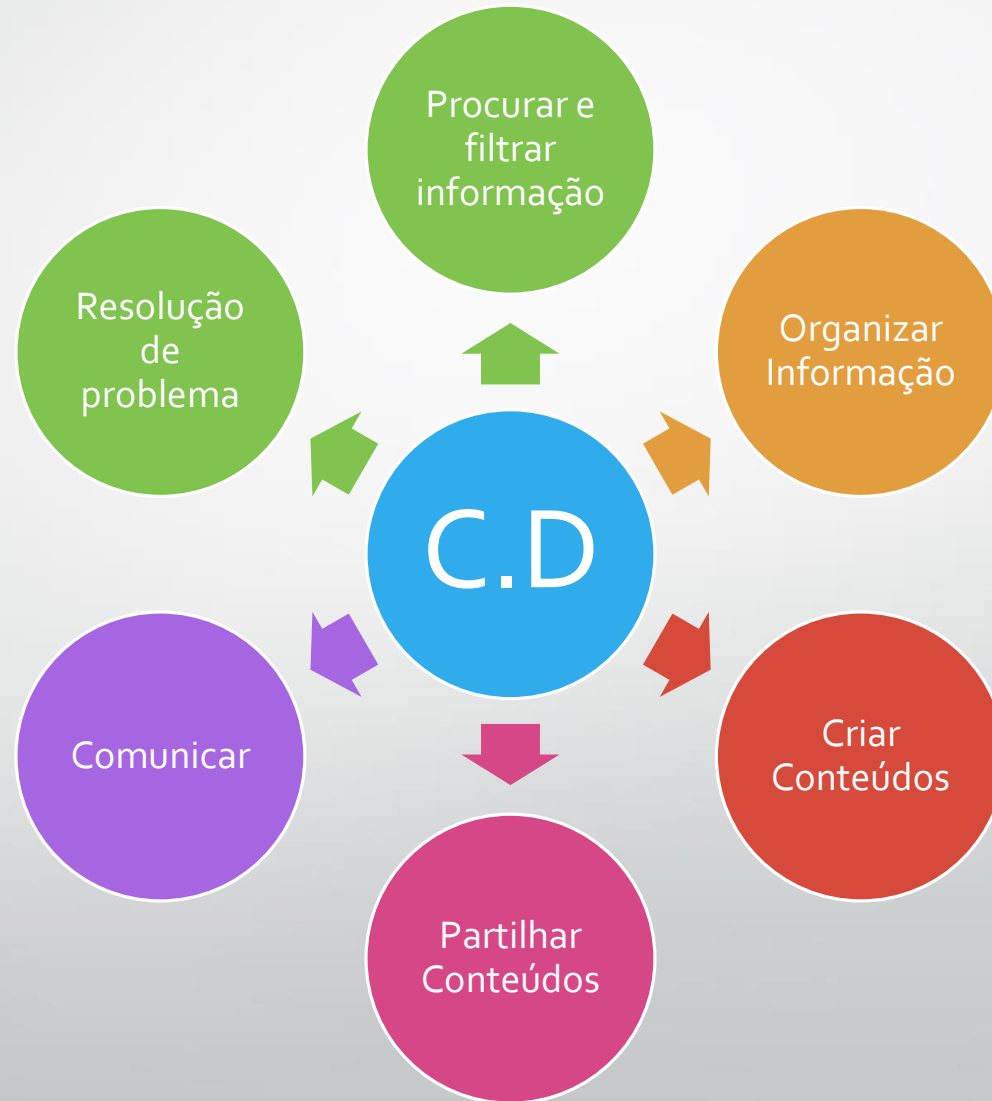 Procurar e
filtrar
informação
Organizar
Informação
Criar
Conteúdos
Partilhar
Conteúdos
Comunicar
Resolução
de
problema
C.D